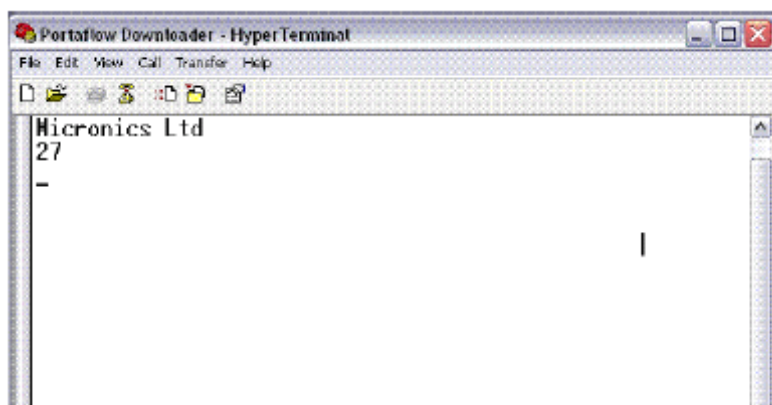 Portaflow Downloader - HyperTerminal
File Edit View Call Transfer Help
Micronics Ltd
27